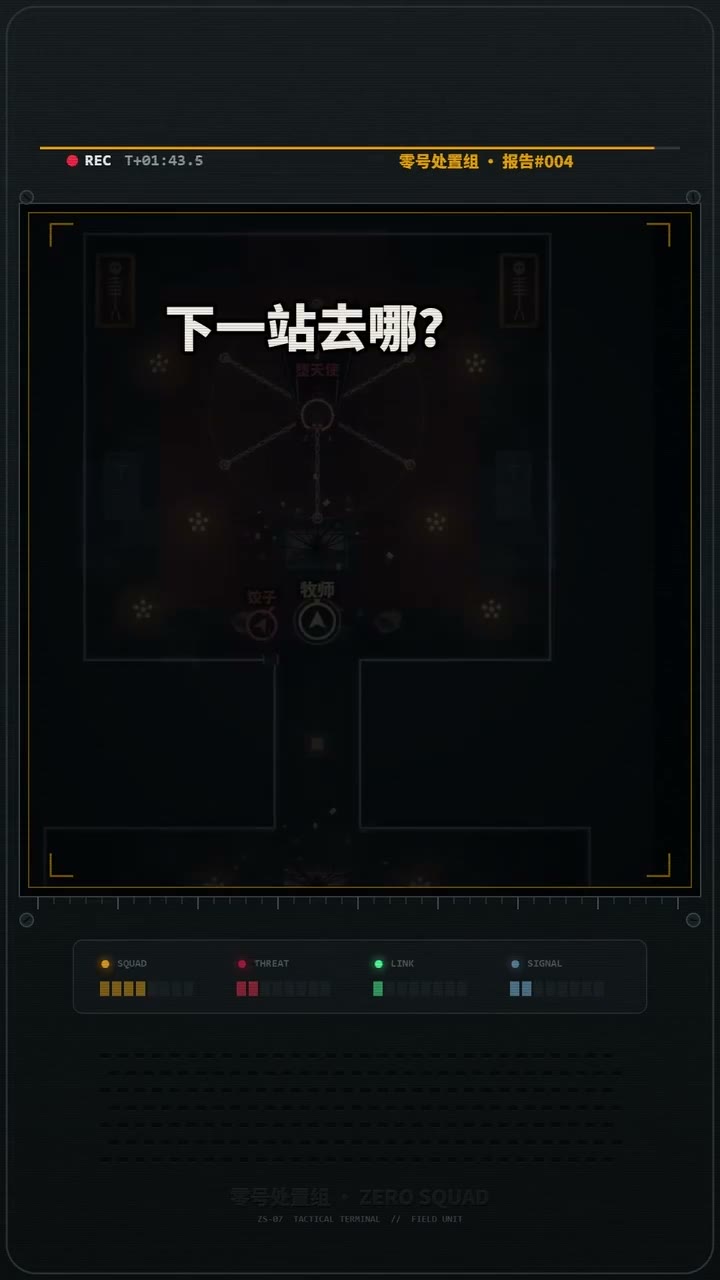 REC T+01:43.5 零号处置组 · 报告#004
下一站去哪?
堕天使
饺子
牧师
SQUAD THREAT LINK SIGNAL
零号处置组 · ZERO SQUAD
ZS-07 TACTICAL TERMINAL // FIELD UNIT